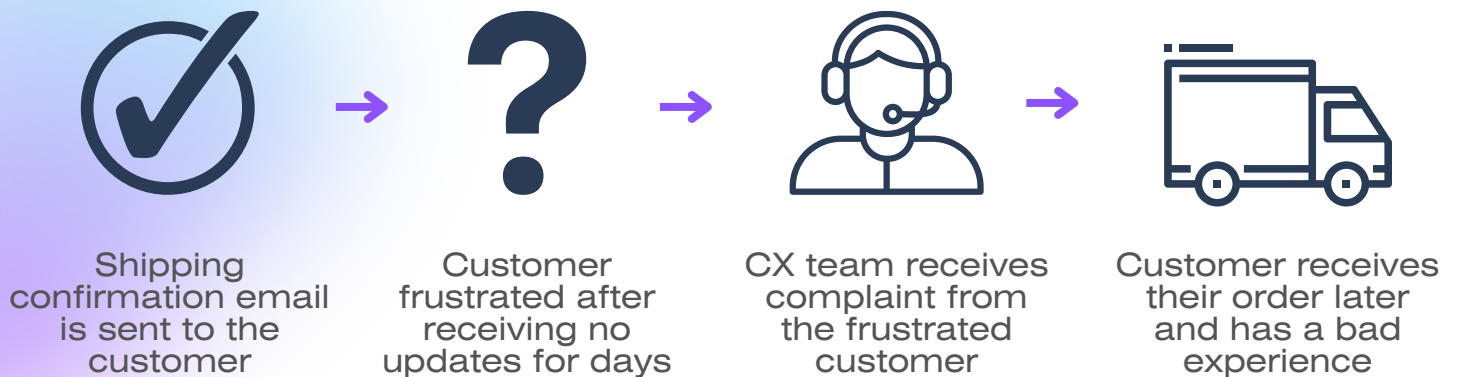 Shipping
confirmation email
is sent to the
customer
Customer
frustrated after
receiving no
updates for days
CX team receives
complaint from
the frustrated
customer
Customer receives
their order later
and has a bad
experience